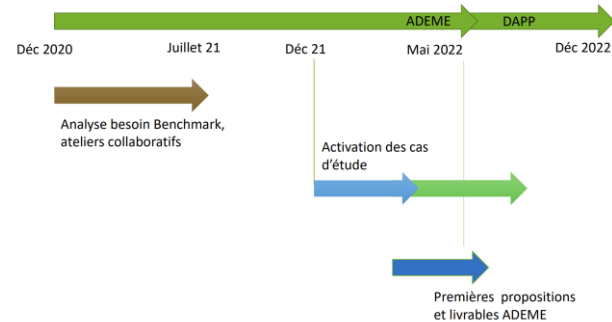 ADEME DAPP
Déc 2020 Juillet 21 Déc 21 Mai 2022 Déc 2022
Analyse besoin Benchmark,
ateliers collaboratifs
Activation des cas
d'étude
Premières propositions
et livrables ADEME